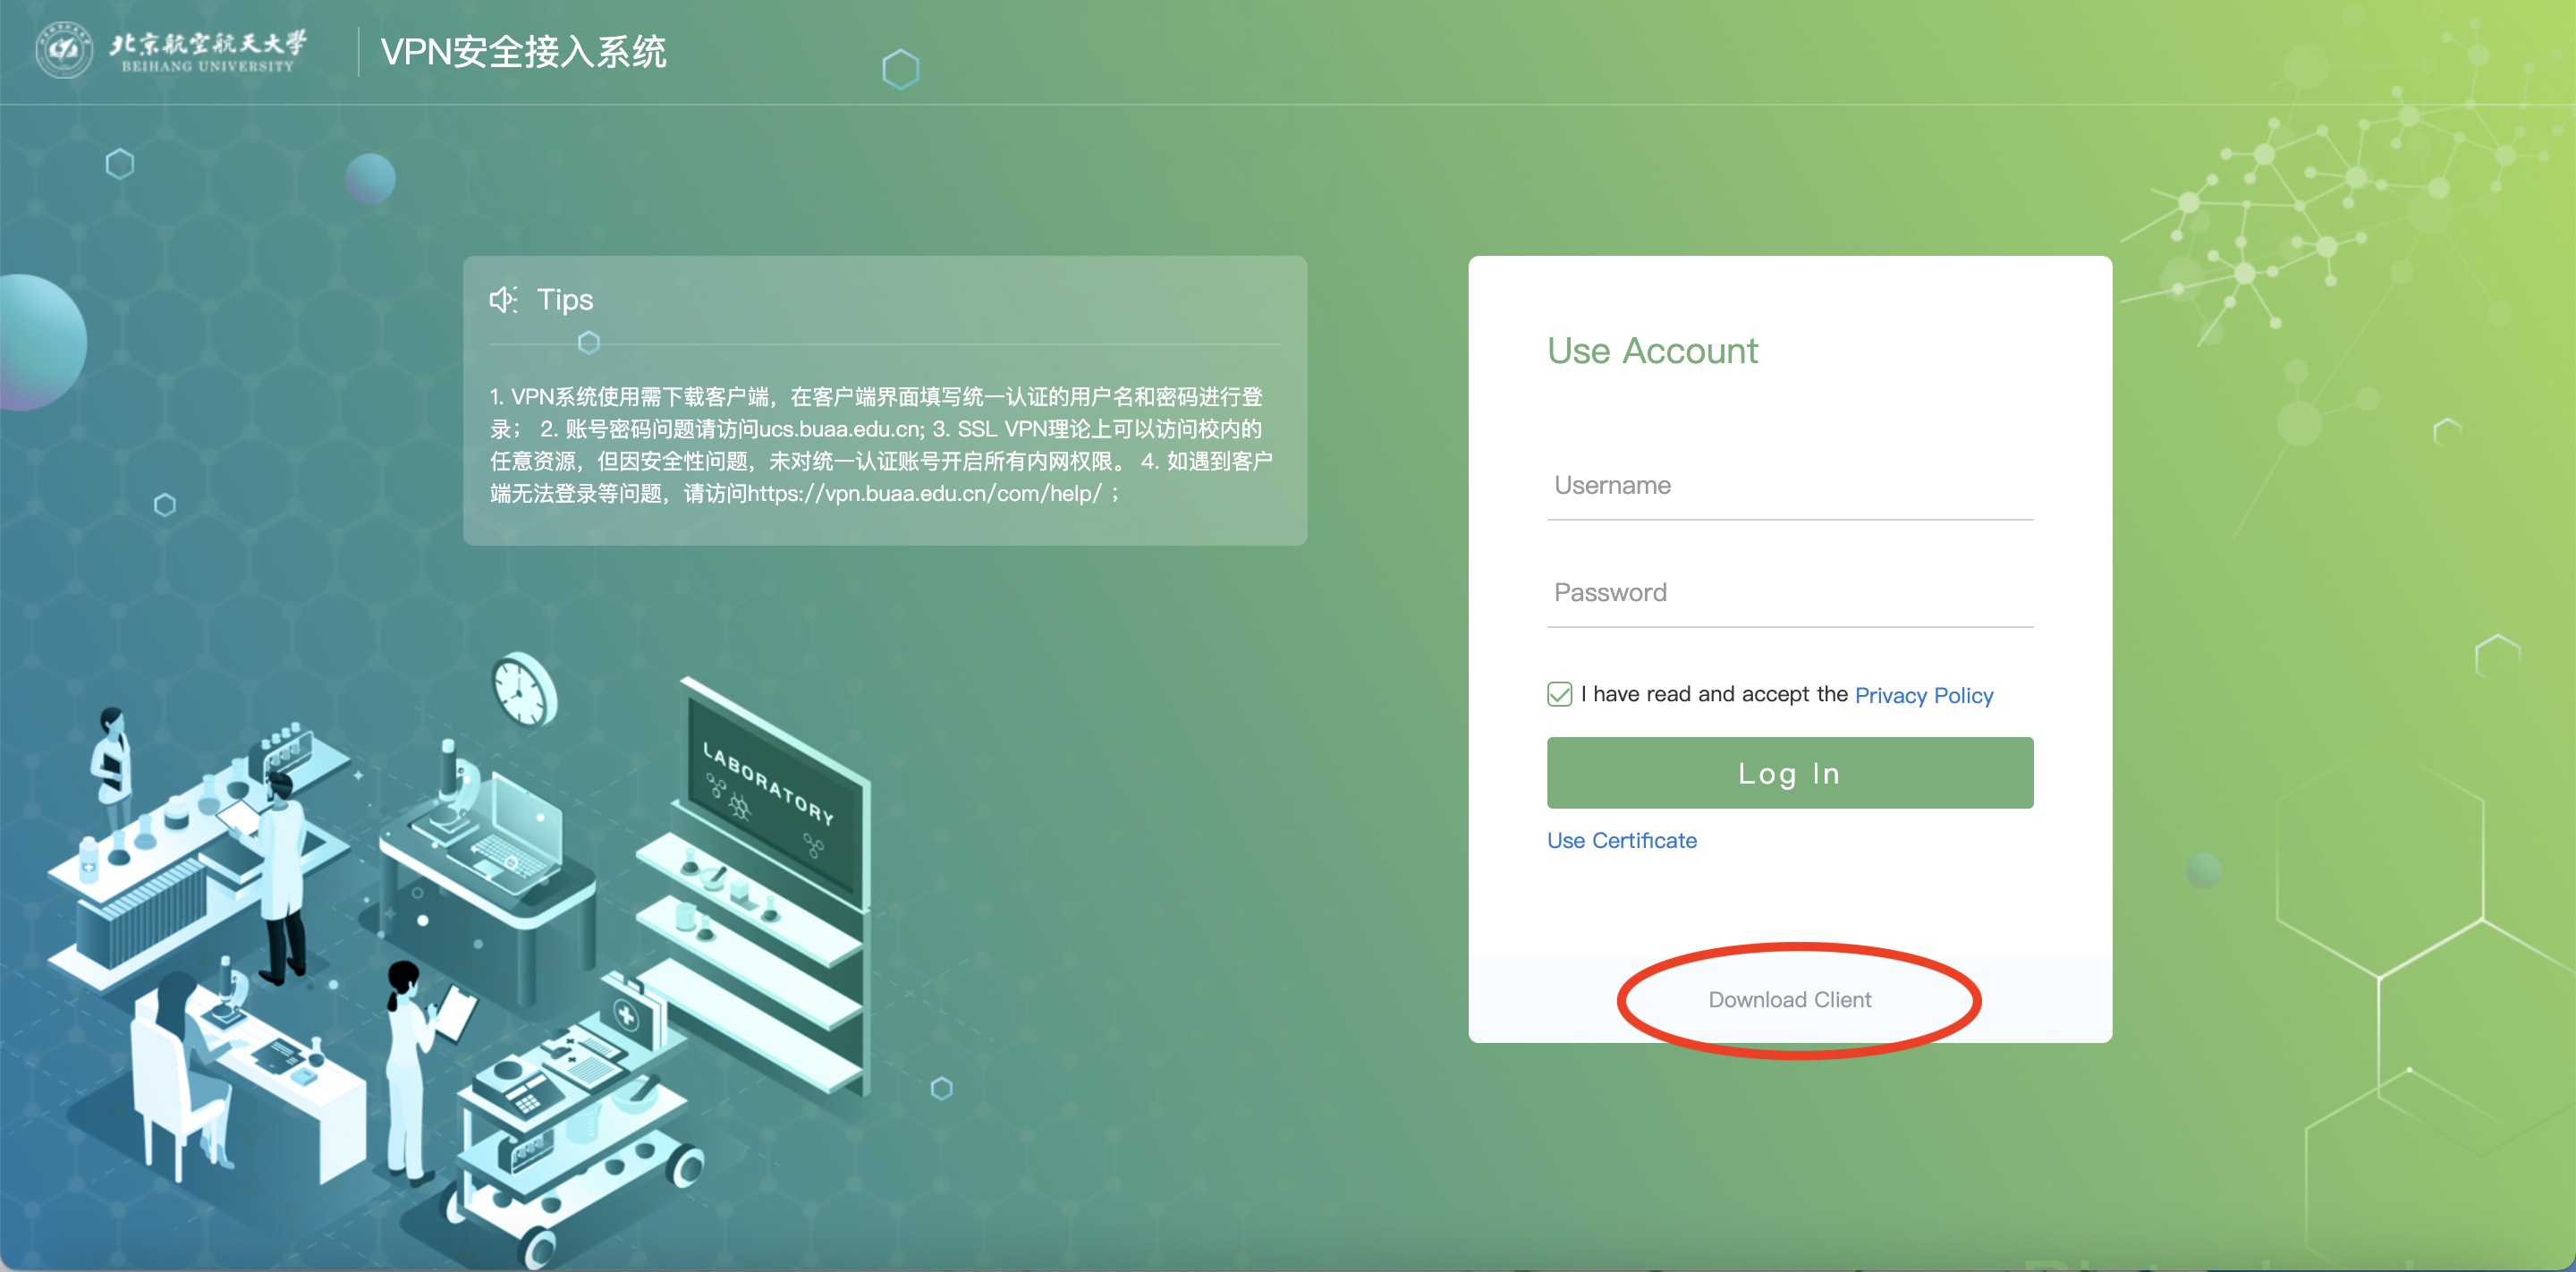 北京航空航天大學
BEIHANG UNIVERSITY
VPN安全接入系统
Tips
1. VPN系统使用需下载客户端，在客户端界面填写统一认证的用户名和密码进行登
录； 2. 账号密码问题请访问ucs.buaa.edu.cn; 3. SSL VPN理论上可以访问校内的
任意资源，但因安全性问题，未对统一认证账号开启所有内网权限。 4. 如遇到客户
端无法登录等问题，请访问https://vpn.buaa.edu.cn/com/help/ ；
Use Account
Username
Password
I have read and accept the Privacy Policy
Log In
Use Certificate
Download Client
LABORATORY